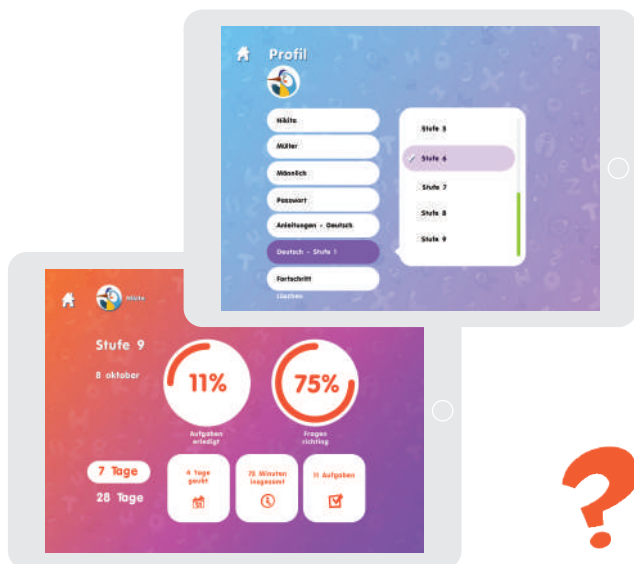 Profil
Nikita
Müller
Männlich
Passwort
Anleitungen - Deutsch
Deutsch - Stufe 1
Fortschritt
Löschen
Stufe 5
Stufe 6
Stufe 7
Stufe 8
Stufe 9
Nikita
Stufe 9
8 oktober
11%
Aufgaben
erledigt
75%
Fragen
richtig
7 Tage
28 Tage
4 tage
geübt
75 Minuten
insgesamt
11 Aufgaben
?